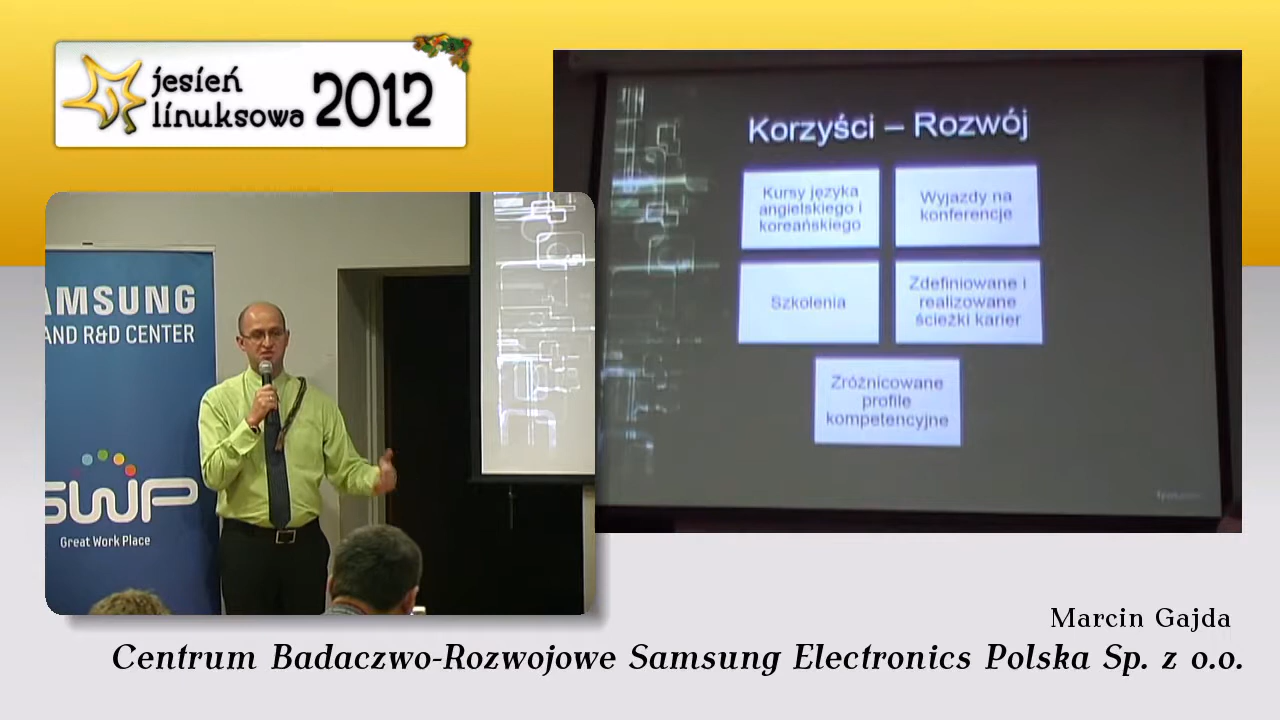 jesień
linuksowa 2012
Korzyści – Rozwój
Kursy języka
angielskiego i
koreańskiego
Wyjazdy na
konferencje
Szkolenia
Zdefiniowane i
realizowane
ścieżki karier
Zróżnicowane
profile
kompetencyjne
AMSUNG
AND R&D CENTER
GWP
Great Work Place
Marcin Gajda
Centrum Badaczwo-Rozwojowe Samsung Electronics Polska Sp. z o.o.